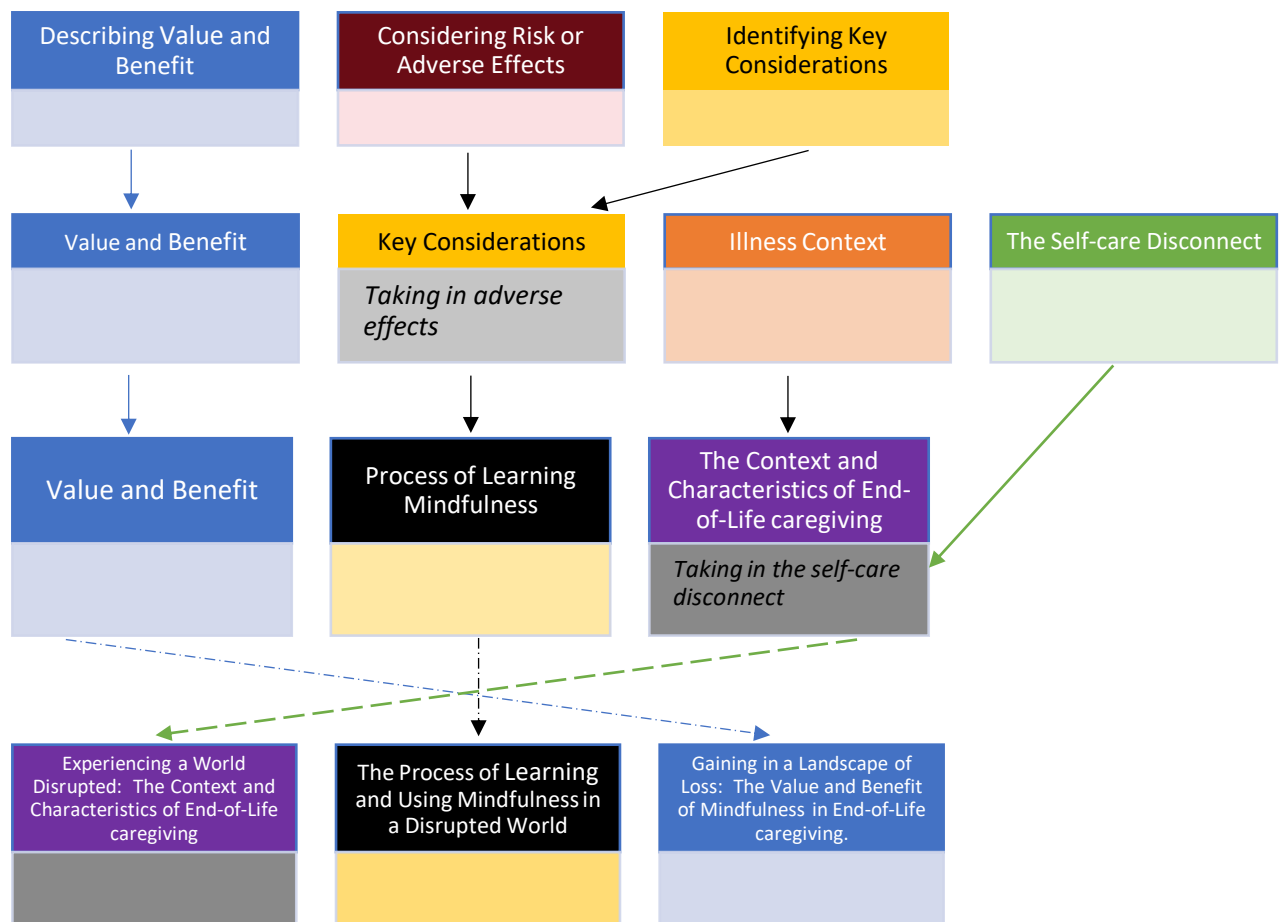 Describing Value and
Benefit
Considering Risk or
Adverse Effects
Identifying Key
Considerations
Value and Benefit
Key Considerations
Taking in adverse
effects
Illness Context
The Self-care Disconnect
Value and Benefit
Process of Learning
Mindfulness
The Context and
Characteristics of End-
of-Life caregiving
Taking in the self-care
disconnect
Experiencing a World
Disrupted: The Context and
Characteristics of End-of-Life
caregiving
The Process of Learning
and Using Mindfulness in
a Disrupted World
Gaining in a Landscape of
Loss: The Value and Benefit
of Mindfulness in End-of-Life
caregiving.